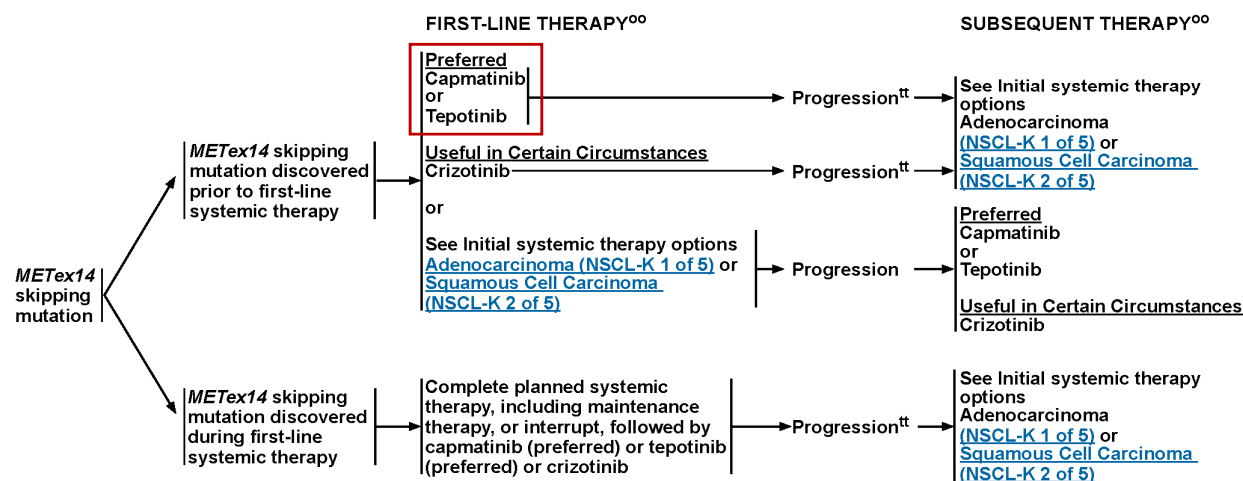 FIRST-LINE THERAPYoo
SUBSEQUENT THERAPYoo
METex14
skipping
mutation
METex14 skipping
mutation discovered
prior to first-line
systemic therapy
Preferred
Capmatinib
or
Tepotinib
Progressiontt
Useful in Certain Circumstances
Crizotinib
Progressiontt
See Initial systemic therapy
options
Adenocarcinoma
(NSCL-K 1 of 5) or
Squamous Cell Carcinoma
(NSCL-K 2 of 5)
or
See Initial systemic therapy options
Adenocarcinoma (NSCL-K 1 of 5) or
Squamous Cell Carcinoma
(NSCL-K 2 of 5)
Progression
Preferred
Capmatinib
or
Tepotinib
Useful in Certain Circumstances
Crizotinib
METex14 skipping
mutation discovered
during first-line
systemic therapy
Complete planned systemic
therapy, including maintenance
therapy, or interrupt, followed by
capmatinib (preferred) or tepotinib
(preferred) or crizotinib
Progressiontt
See Initial systemic therapy
options
Adenocarcinoma
(NSCL-K 1 of 5) or
Squamous Cell Carcinoma
(NSCL-K 2 of 5)